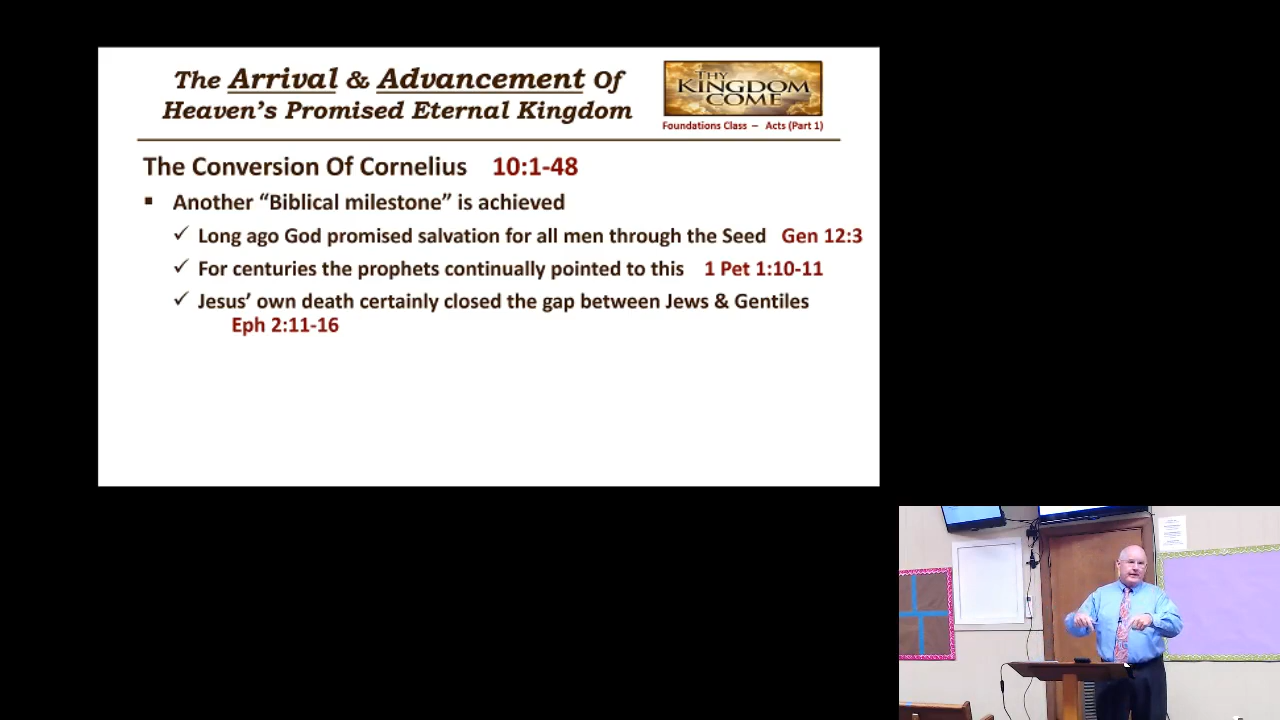 The Arrival & Advancement Of
Heaven's Promised Eternal Kingdom
THY
KINGDOM
COME
Foundations Class – Acts (Part 1)
The Conversion Of Cornelius 10:1-48
▪ Another “Biblical milestone” is achieved
✓ Long ago God promised salvation for all men through the Seed Gen 12:3
✓ For centuries the prophets continually pointed to this 1 Pet 1:10-11
✓ Jesus’ own death certainly closed the gap between Jews & Gentiles
Eph 2:11-16